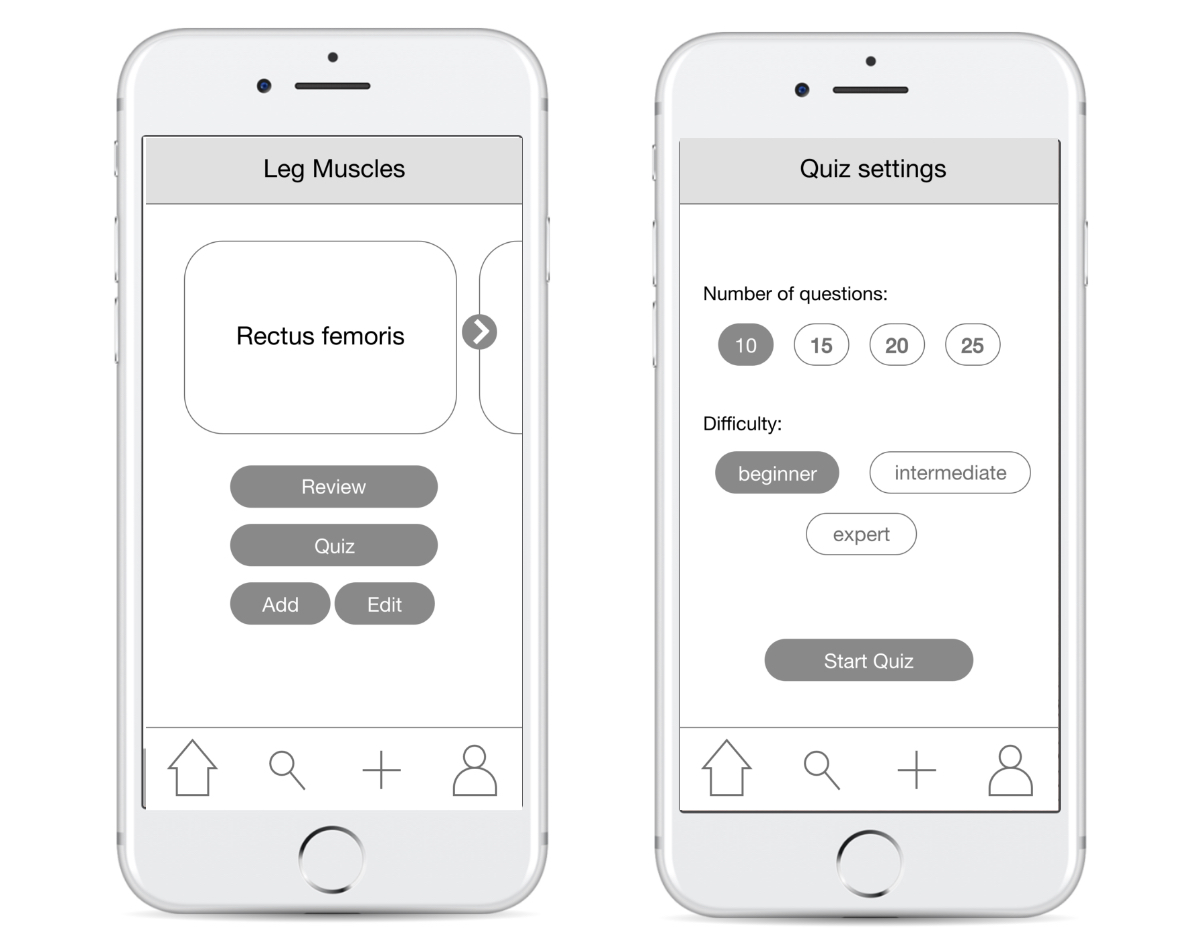 Leg Muscles
Rectus femoris
Review
Quiz
Add Edit
Quiz settings
Number of questions:
10 15 20 25
Difficulty:
beginner intermediate
expert
Start Quiz